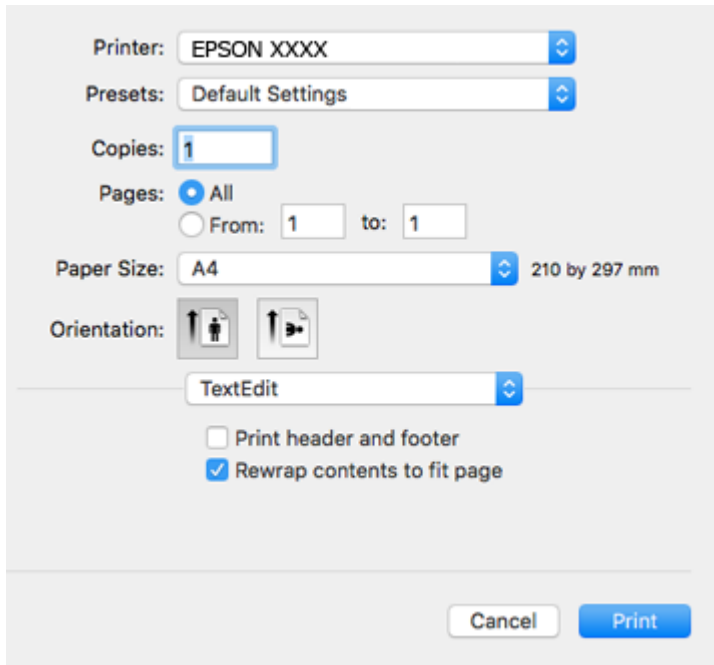 Printer: EPSON XXXX
Presets: Default Settings
Copies: 1
Pages: All
From: 1 to: 1
Paper Size: A4 210 by 297 mm
Orientation:
TextEdit
Print header and footer
Rewrap contents to fit page
Cancel Print